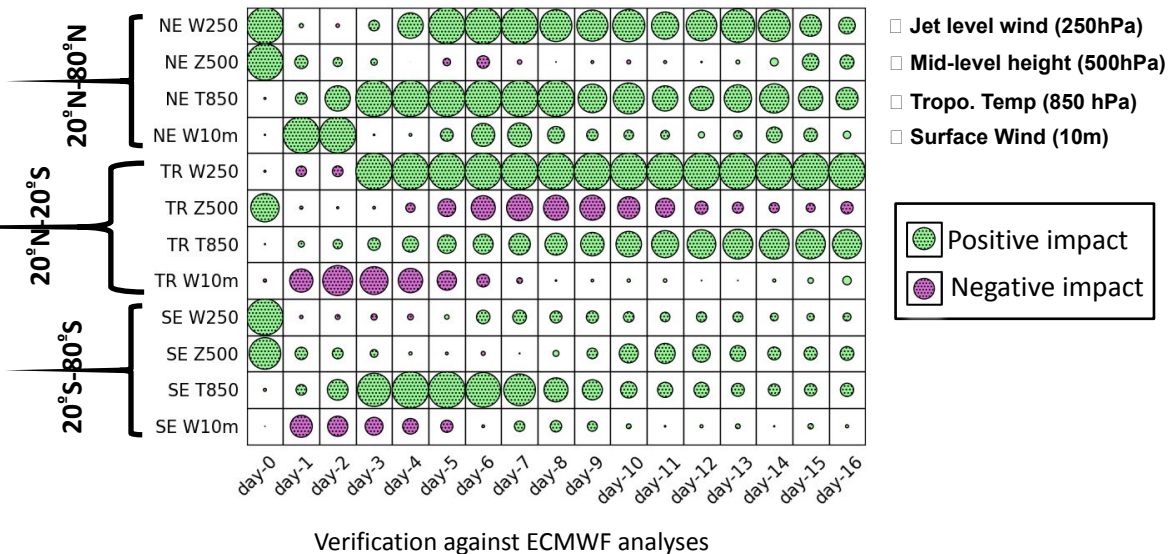 20°N-80°N
20°N-20°S
20°S-80°S
NE W250
NE Z500
NE T850
NE W10m
TR W250
TR Z500
TR T850
TR W10m
SE W250
SE Z500
SE T850
SE W10m
day-0
day-1
day-2
day-3
day-4
day-5
day-6
day-7
day-8
day-9
day-10
day-11
day-12
day-13
day-14
day-15
day-16
Verification against ECMWF analyses
Jet level wind (250hPa)
Mid-level height (500hPa)
Tropo. Temp (850 hPa)
Surface Wind (10m)
Positive impact
Negative impact